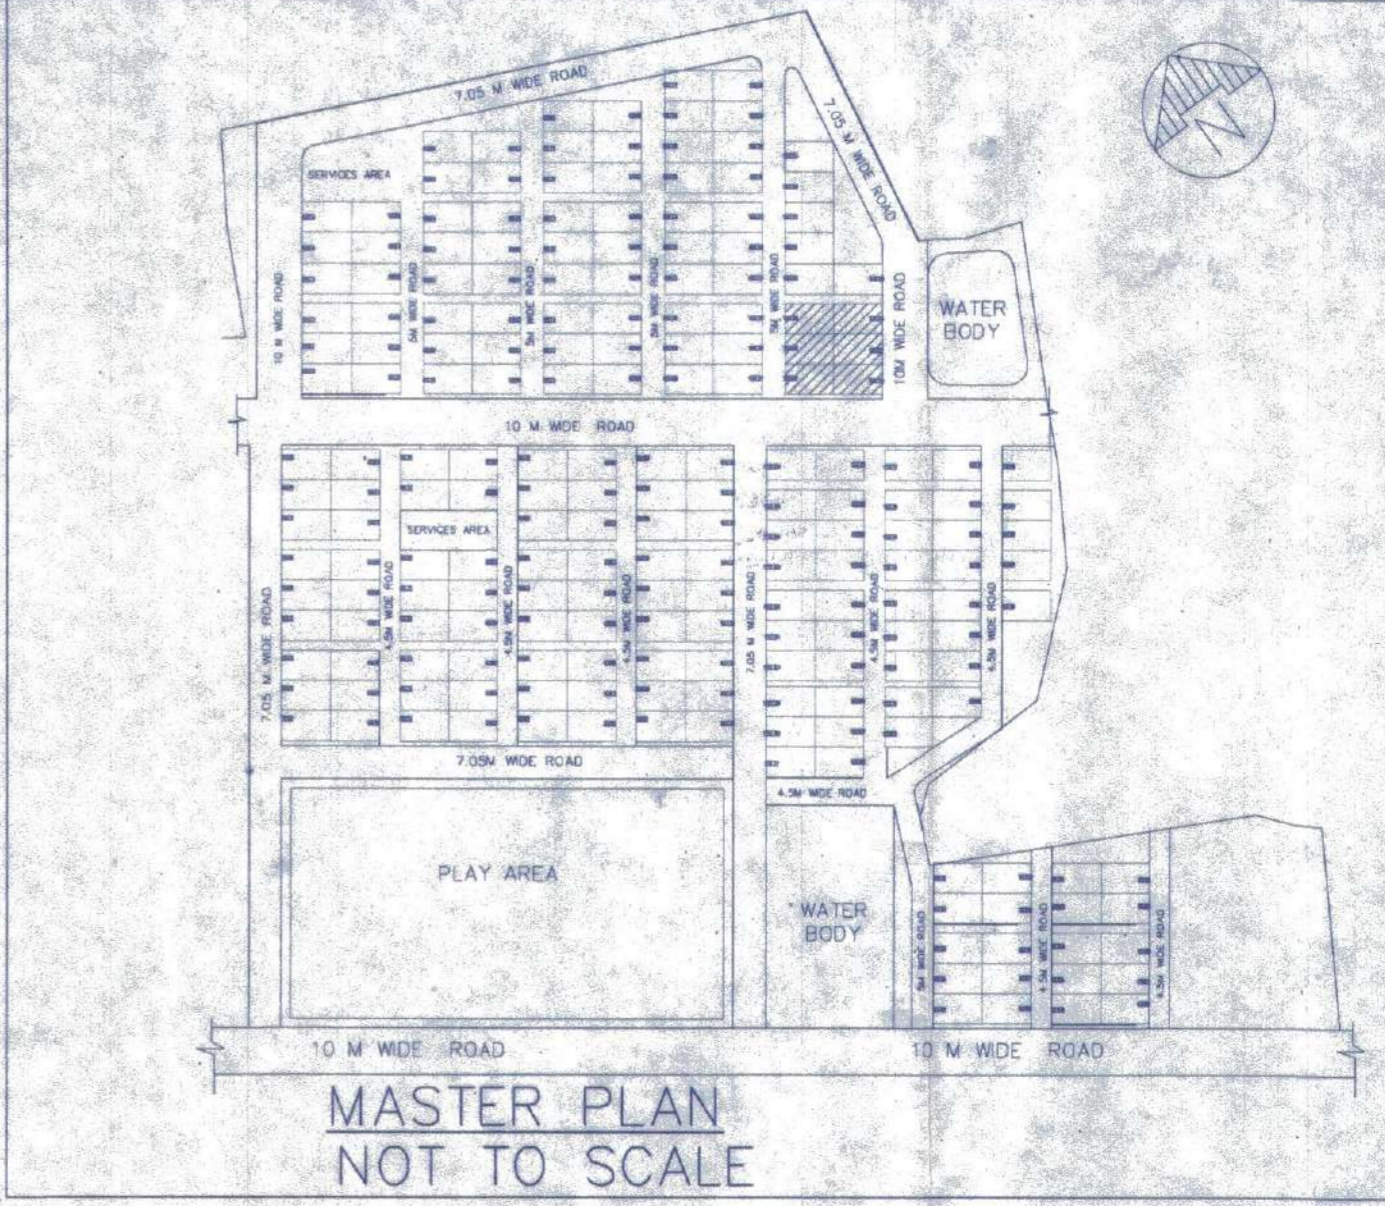 7.05 M WIDE ROAD
7.05 M WIDE ROAD
SERVICES AREA
N
10 M WIDE ROAD
5M WIDE ROAD
5M WIDE ROAD
5M WIDE ROAD
5M WIDE ROAD
10M WIDE ROAD
WATER
BODY
10 M WIDE ROAD
SERVICES AREA
7.05 M WIDE ROAD
4.5M WIDE ROAD
4.5M WIDE ROAD
4.5M WIDE ROAD
7.05 M WIDE ROAD
4.5M WIDE ROAD
4.5M WIDE ROAD
7.05M WIDE ROAD
4.5M WIDE ROAD
PLAY AREA
WATER
BODY
5M WIDE ROAD
4.5M WIDE ROAD
4.5M WIDE ROAD
10 M WIDE ROAD
10 M WIDE ROAD
MASTER PLAN
NOT TO SCALE